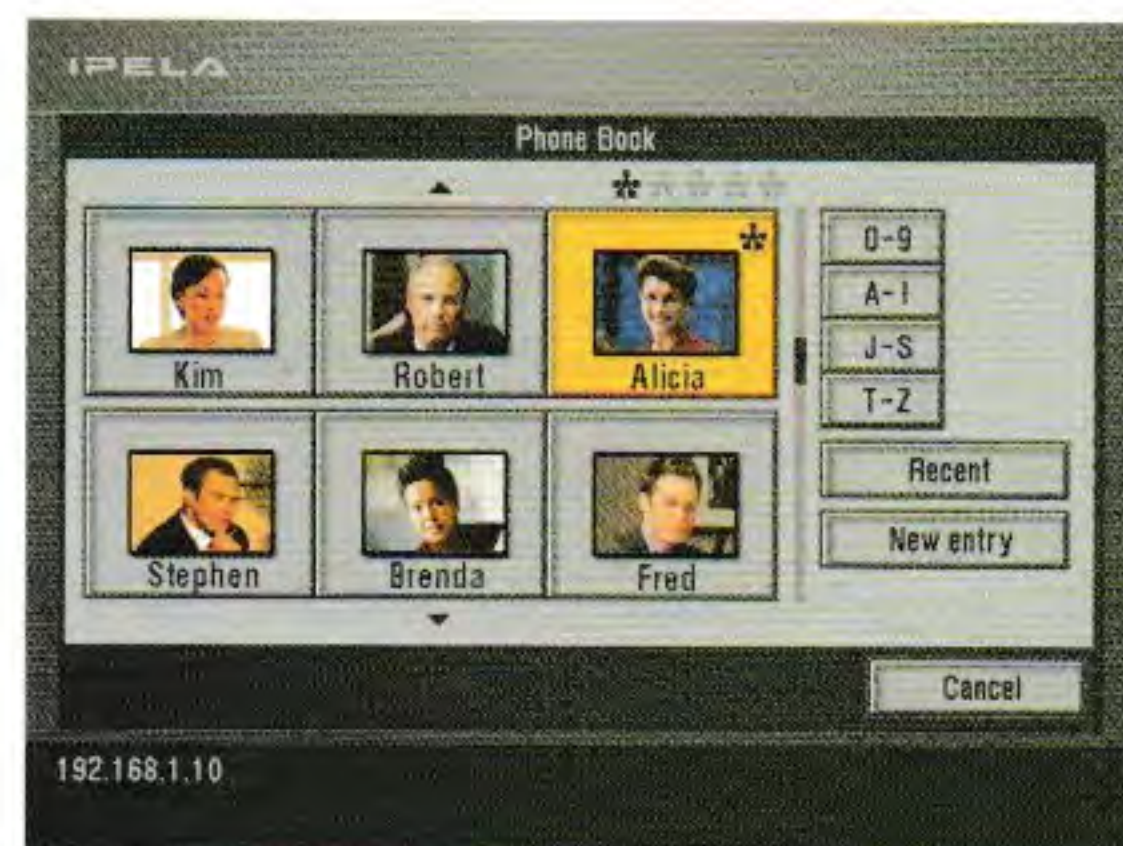 IPELA
Phone Book
Kim
Robert
Alicia
0-9
A-I
J-S
T-Z
Stephen
Brenda
Fred
Recent
New entry
Cancel
192.168.1.10